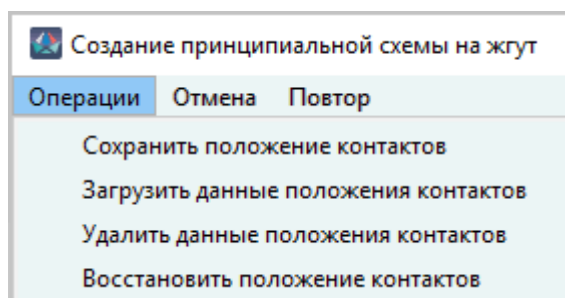 Создание принципиальной схемы на жгут
Операции Отмена Повтор
Сохранить положение контактов
Загрузить данные положения контактов
Удалить данные положения контактов
Восстановить положение контактов